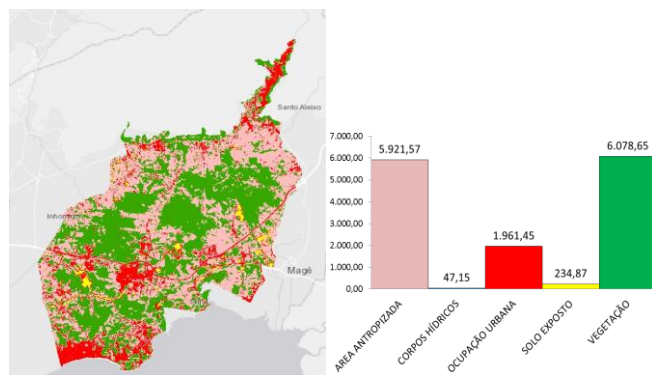 Santo Aleixo
Magé
7.000,00
6.000,00
5.000,00
4.000,00
3.000,00
2.000,00
1.000,00
0,00
5.921,57
47,15
1.961,45
234,87
6.078,65
AREA ANTROPIZADA
CORPOS HÍDRICOS
OCUPAÇÃO URBANA
SOLO EXPOSTO
VEGETAÇÃO